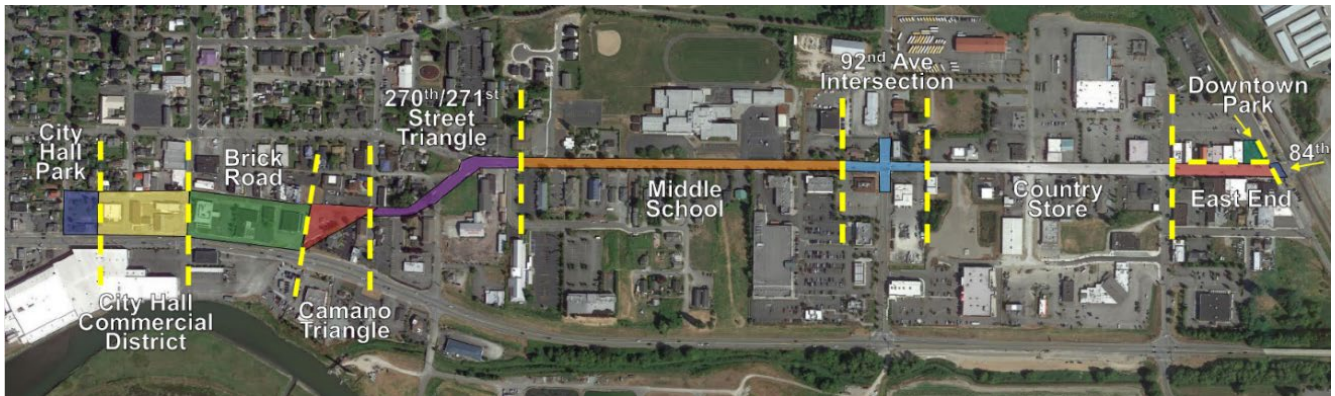 City
Hall
Park
City Hall
Commercial
District
Brick
Road
Camano
Triangle
270th/271st
Street
Triangle
Middle
School
92nd Ave
Intersection
Country
Store
Downtown
Park
84th
East End